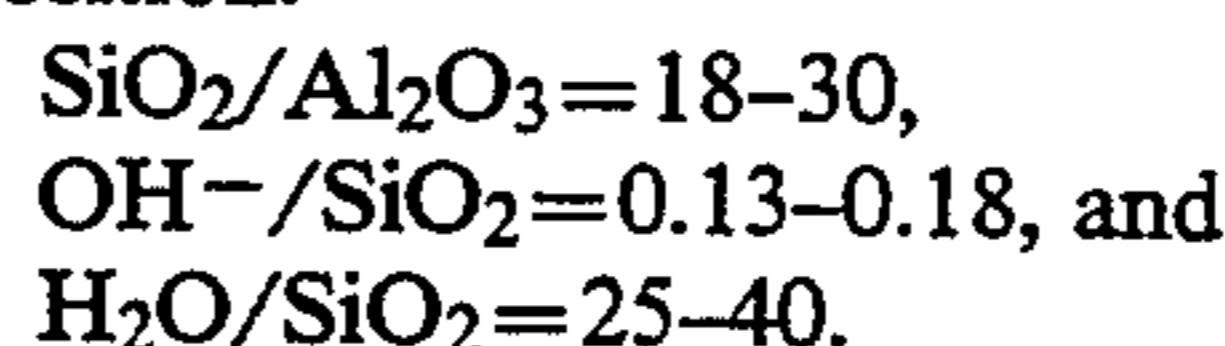 SiO₂/Al₂O₃=18–30,
OH⁻/SiO₂=0.13–0.18, and
H₂O/SiO₂=25–40.